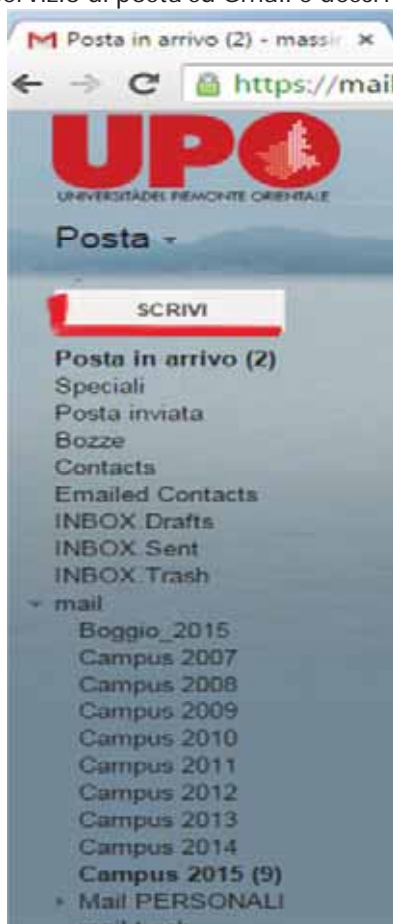 Posta in arrivo (2) - massir
https://mail
UPO
UNIVERSITÀ DEL PIEMONTE ORIENTALE
Posta
SCRIVI
Posta in arrivo (2)
Speciali
Posta inviata
Bozze
Contacts
Emailed Contacts
INBOX.Drafts
INBOX.Sent
INBOX.Trash
mail
Boggio_2015
Campus 2007
Campus 2008
Campus 2009
Campus 2010
Campus 2011
Campus 2012
Campus 2013
Campus 2014
Campus 2015 (9)
Mail PERSONALI